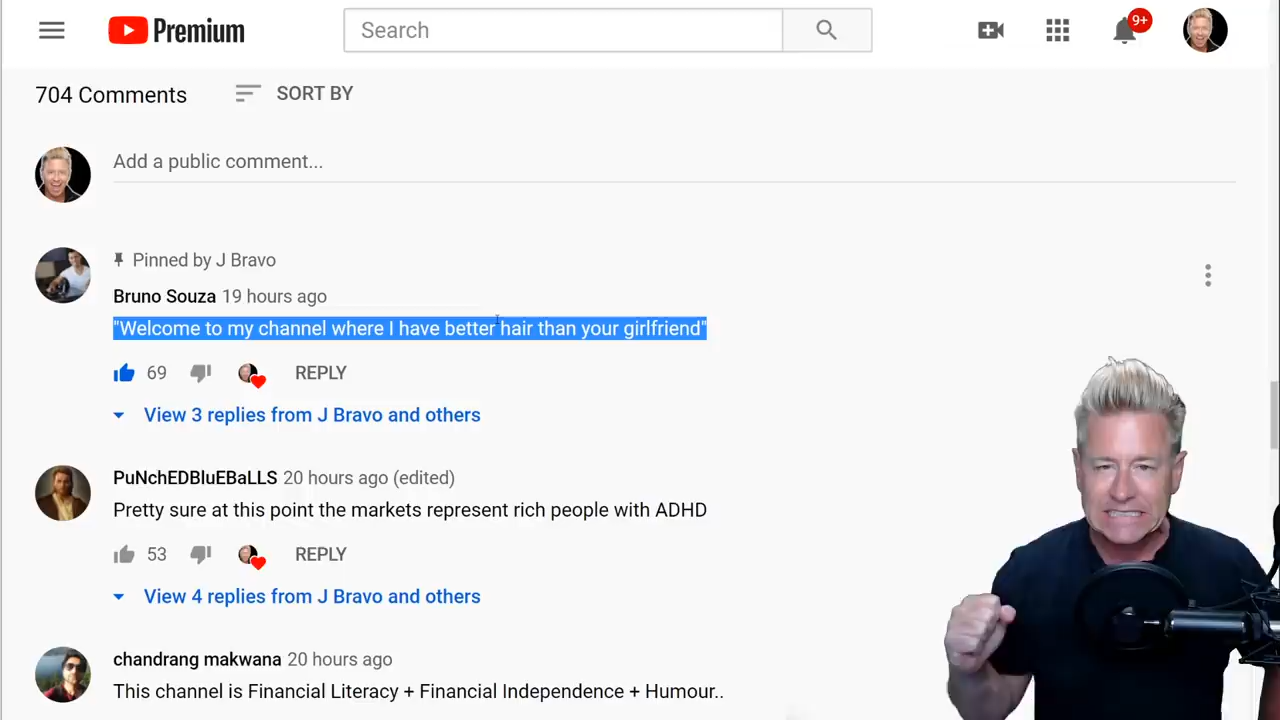 Premium
Search
9+
704 Comments
SORT BY
Add a public comment...
Pinned by J Bravo
Bruno Souza 19 hours ago
"Welcome to my channel where I have better hair than your girlfriend"
69
REPLY
View 3 replies from J Bravo and others
PuNchEDBluEBaLLS 20 hours ago (edited)
Pretty sure at this point the markets represent rich people with ADHD
53
REPLY
View 4 replies from J Bravo and others
chandrang makwana 20 hours ago
This channel is Financial Literacy + Financial Independence + Humour..